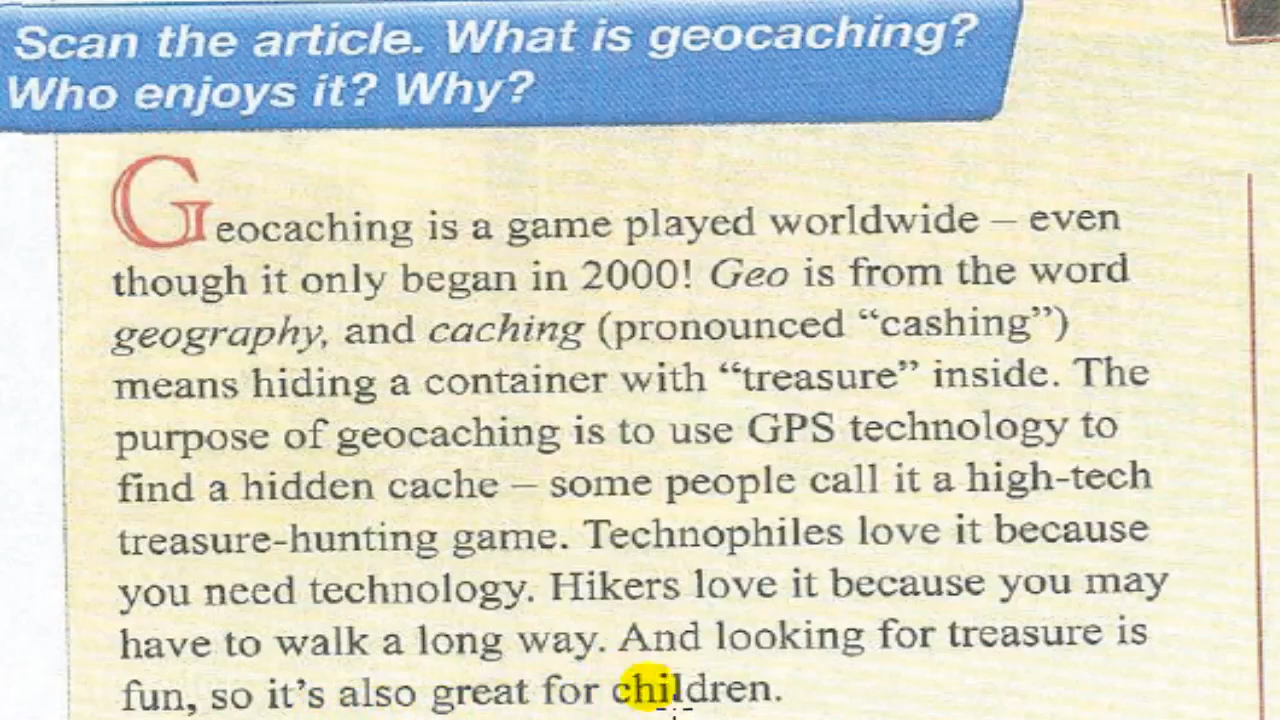 Scan the article. What is geocaching?
Who enjoys it? Why?
Geocaching is a game played worldwide – even
though it only began in 2000! Geo is from the word
geography, and caching (pronounced “cashing”)
means hiding a container with “treasure” inside. The
purpose of geocaching is to use GPS technology to
find a hidden cache – some people call it a high-tech
treasure-hunting game. Technophiles love it because
you need technology. Hikers love it because you may
have to walk a long way. And looking for treasure is
fun, so it’s also great for children.